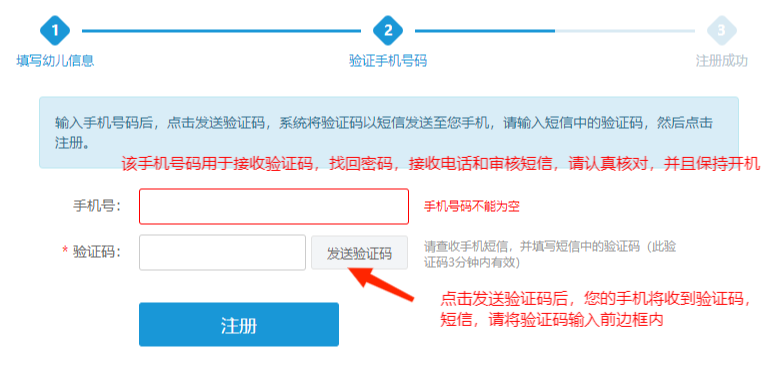 1
2
3
填写幼儿信息
验证手机号码
注册成功
输入手机号码后，点击发送验证码，系统将验证码以短信发送至您手机，请输入短信中的验证码，然后点击
注册。
该手机号码用于接收验证码，找回密码，接收电话和审核短信，请认真核对，并且保持开机
手机号：
手机号码不能为空
* 验证码：
发送验证码
请查收手机短信，并填写短信中的验证码（此验
证码3分钟内有效）
点击发送验证码后，您的手机将收到验证码，
短信，请将验证码输入前边框内
注册